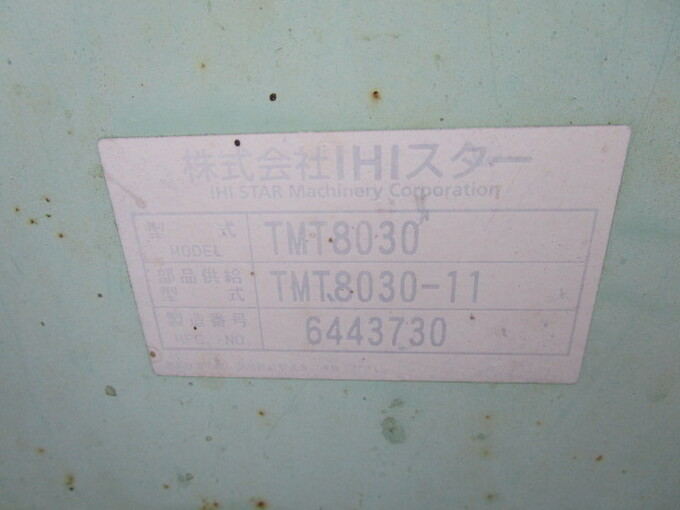 株式会社IHIスター
IHI STAR Machinery Corporation
型式 TMT8030
MODEL
部品供給 TMT8030-11
型式
製造番号 6443730
MFG. NO